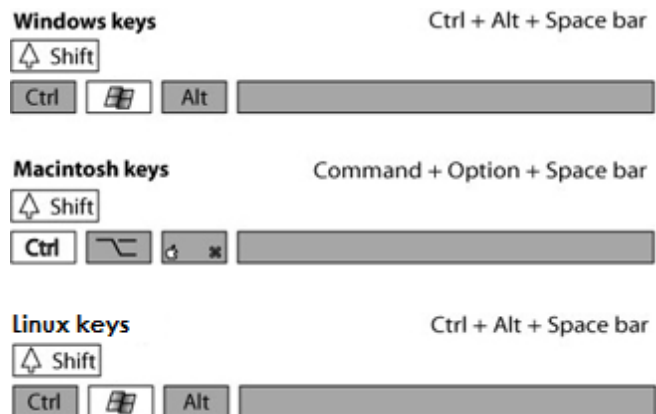 Windows keys Ctrl + Alt + Space bar
Shift
Ctrl Alt
Macintosh keys Command + Option + Space bar
Shift
Ctrl ⌥ ⌘
Linux keys Ctrl + Alt + Space bar
Shift
Ctrl Alt